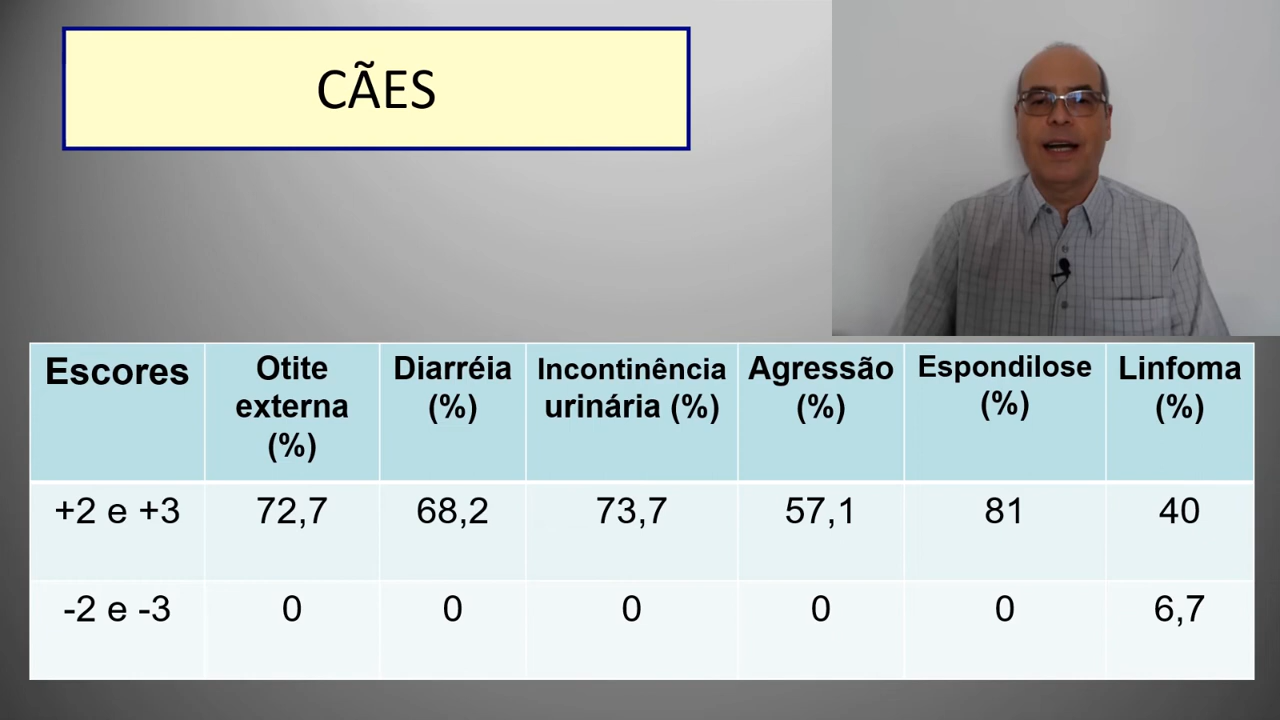 CÃES
Escores
Otite
externa
(%)
Diarréia
(%)
Incontinência
urinária (%)
Agressão
(%)
Espondilose
(%)
Linfoma
(%)
+2 e +3 72,7 68,2 73,7 57,1 81 40
-2 e -3 0 0 0 0 0 6,7